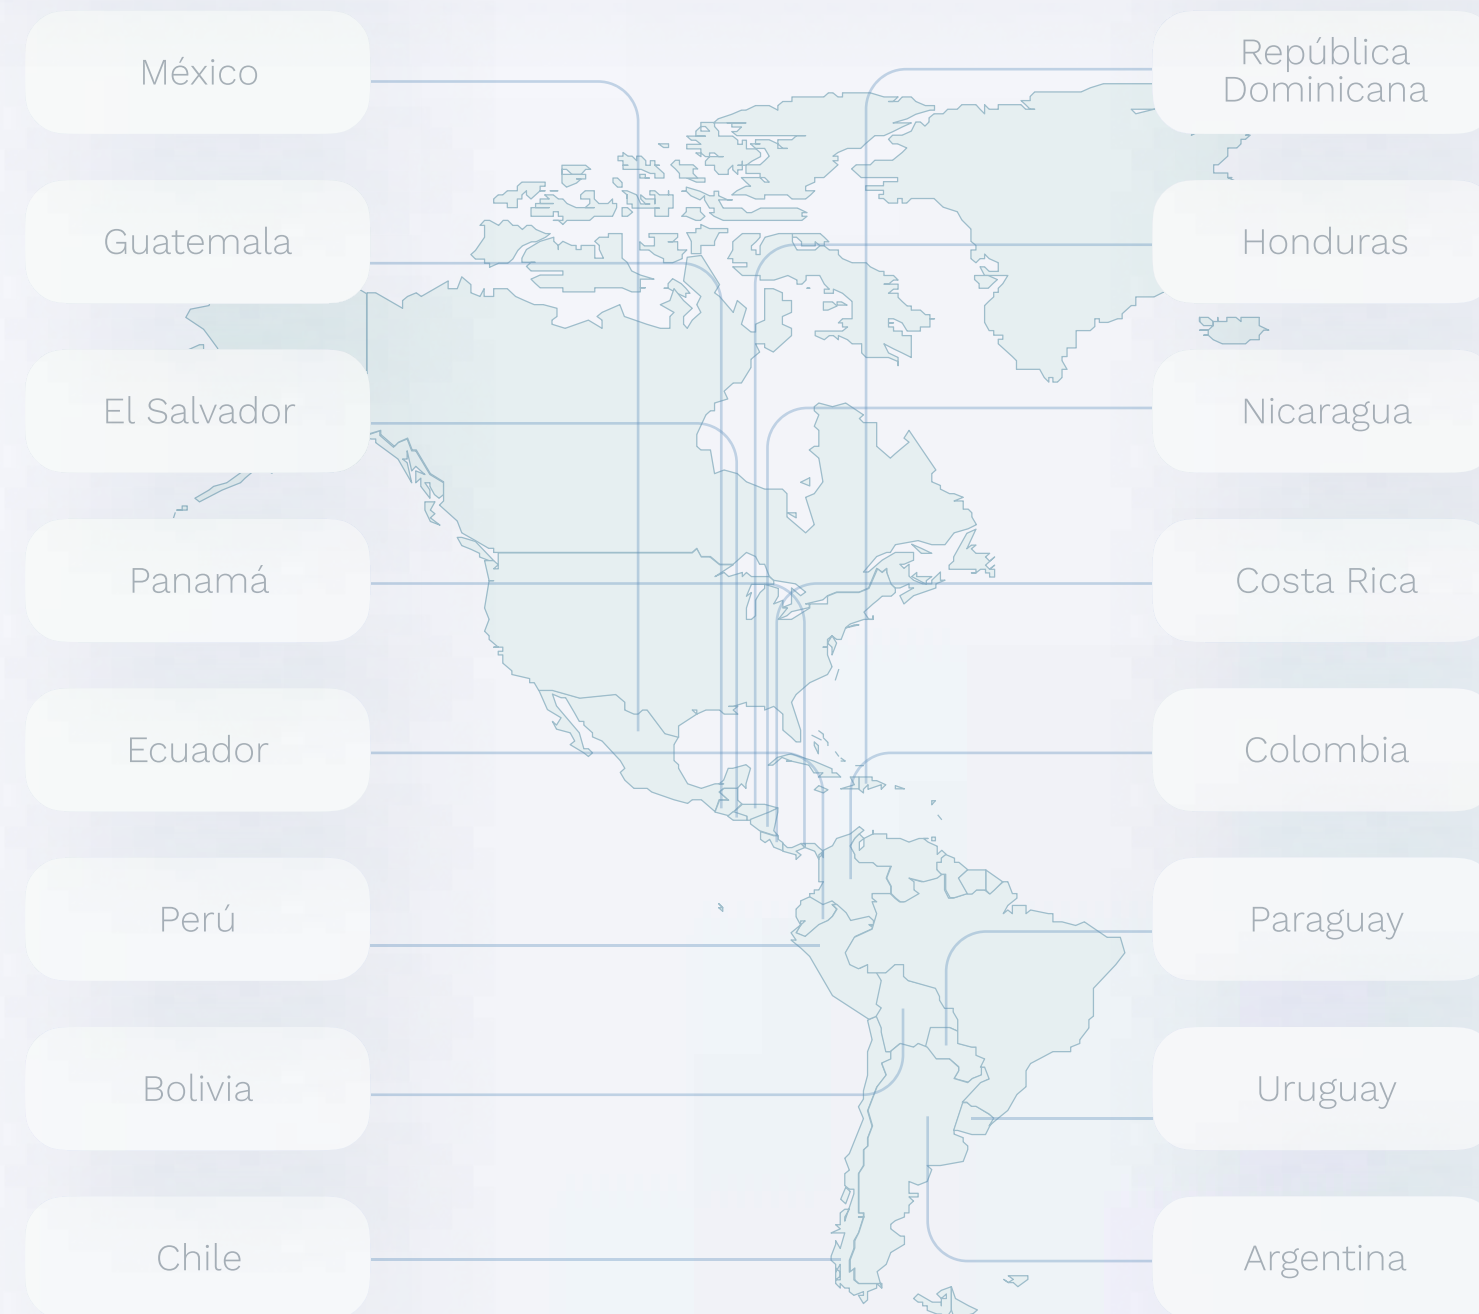 México
República
Dominicana
Guatemala
Honduras
El Salvador
Nicaragua
Panamá
Costa Rica
Ecuador
Colombia
Perú
Paraguay
Bolivia
Uruguay
Chile
Argentina